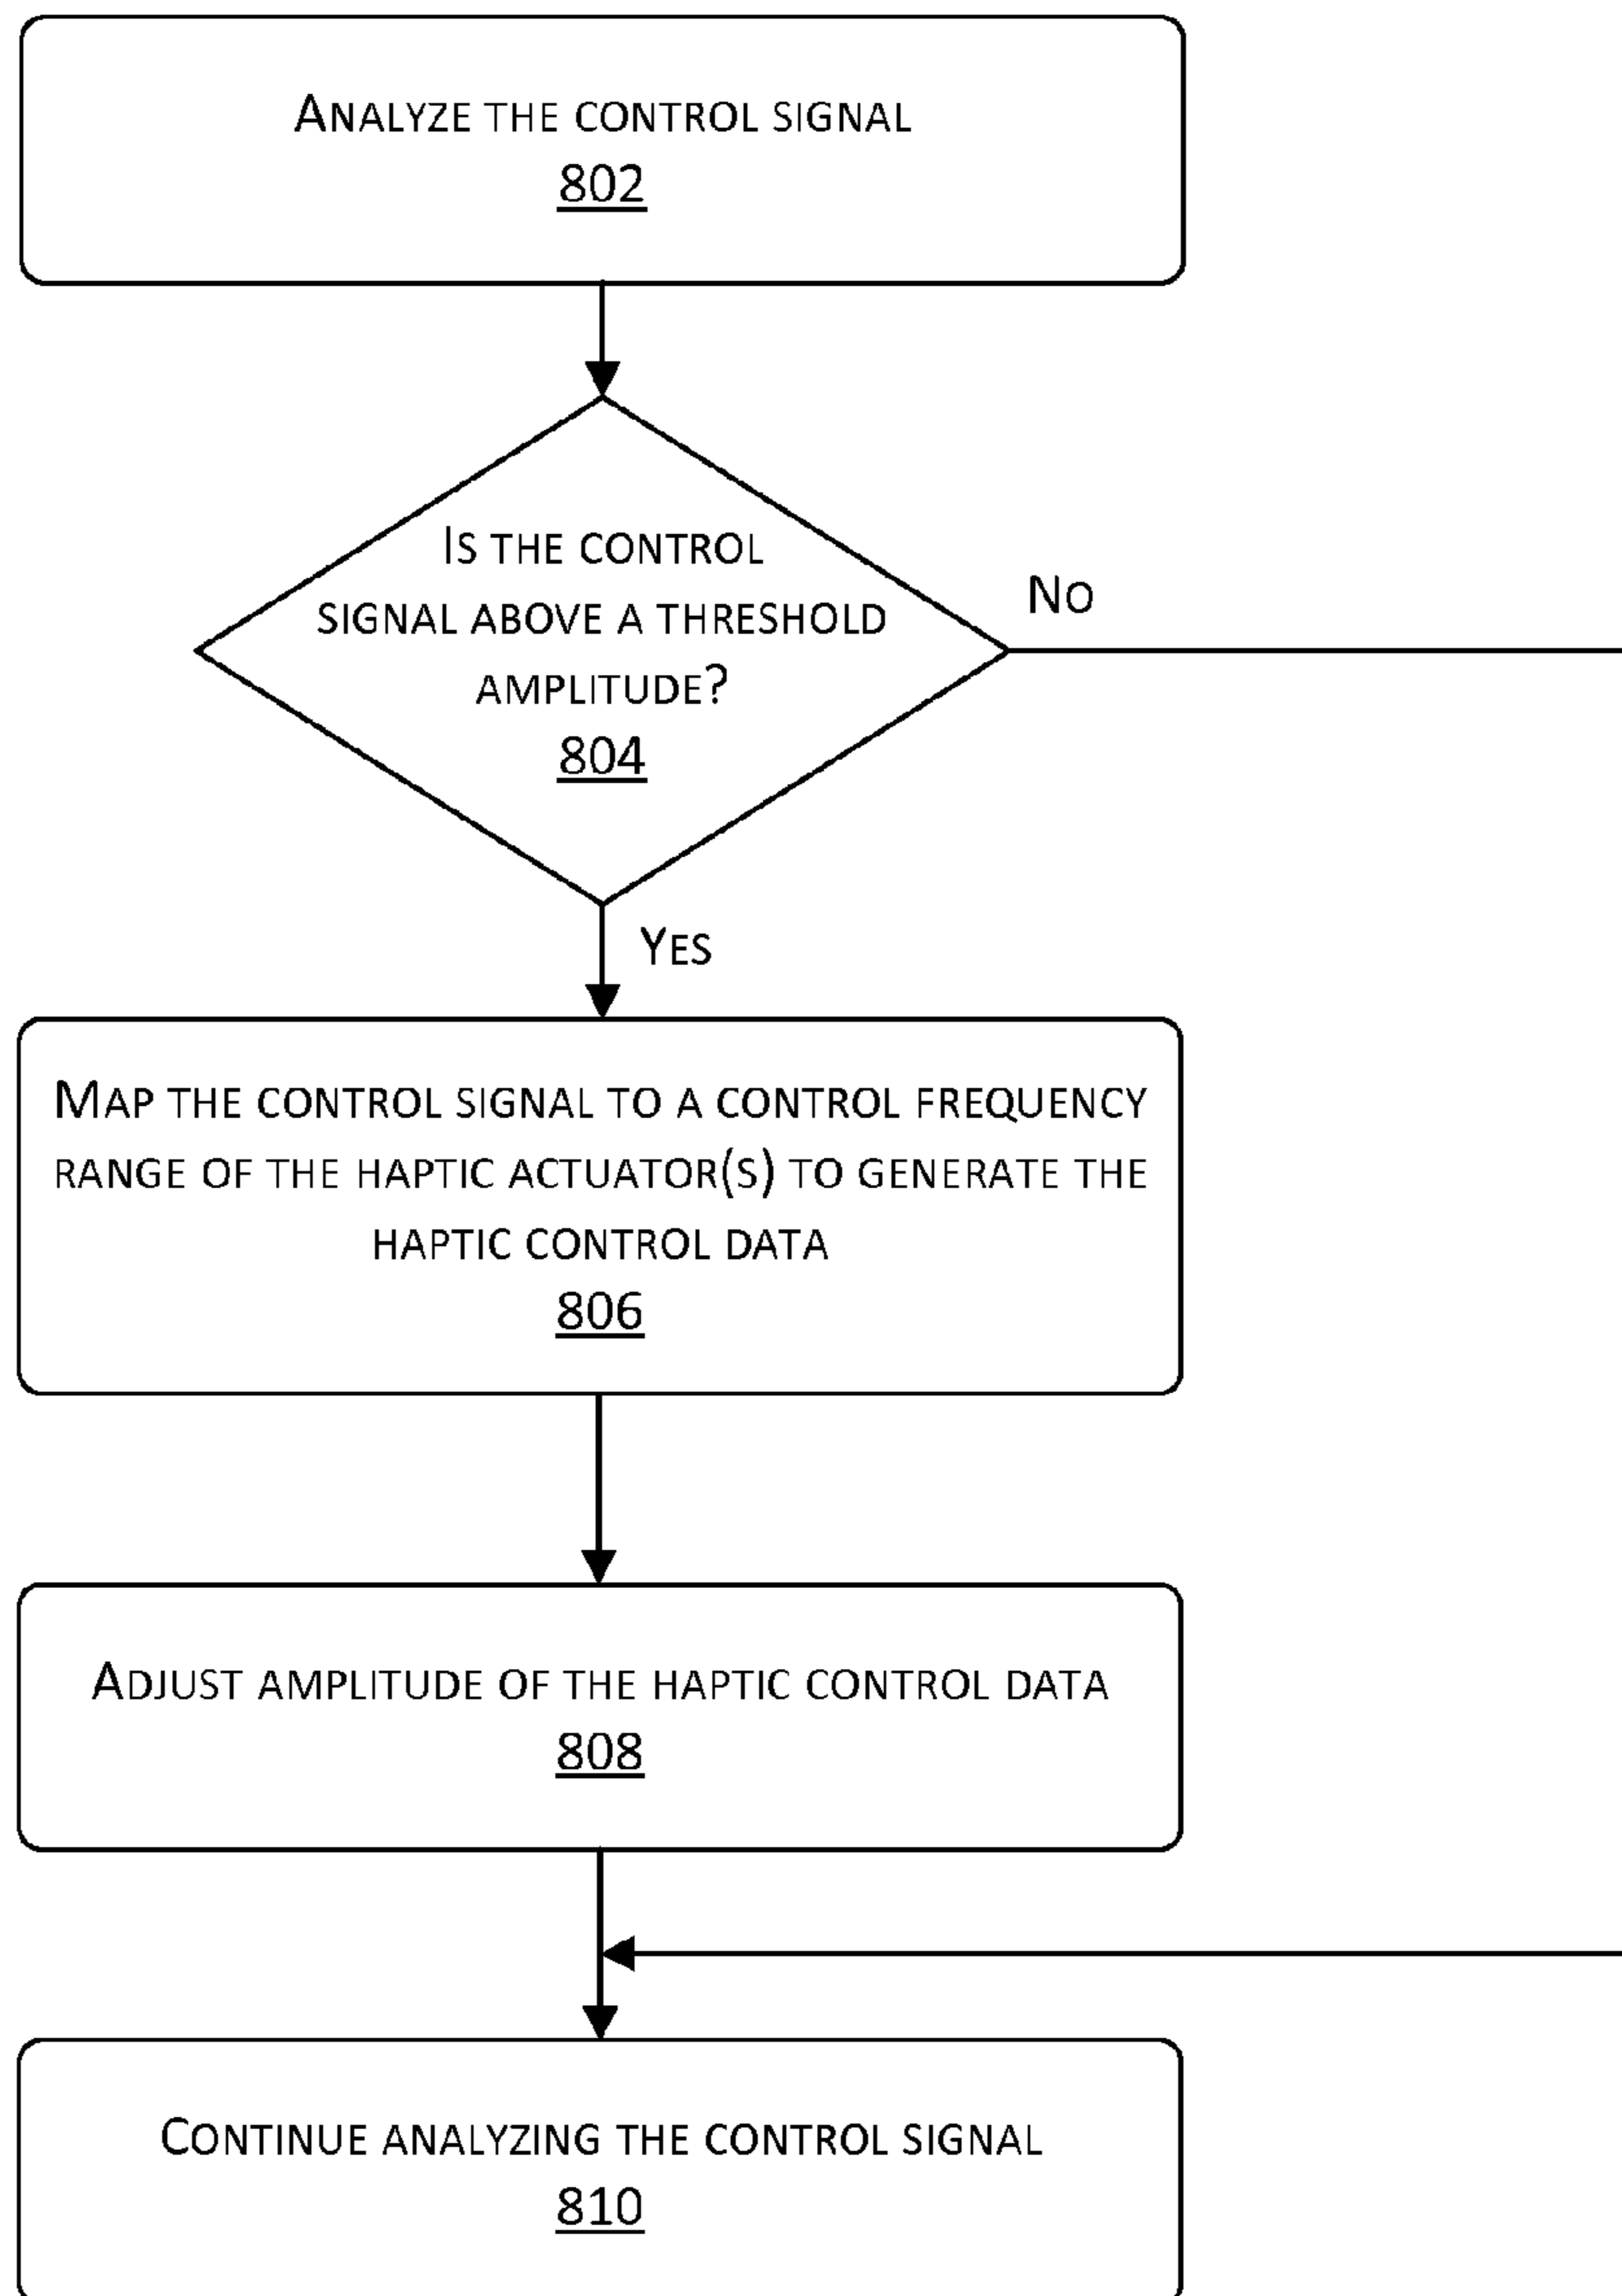 Analyze the control signal
802
Is the control
signal above a threshold
amplitude?
804
No
Yes
Map the control signal to a control frequency
range of the haptic actuator(s) to generate the
haptic control data
806
Adjust amplitude of the haptic control data
808
Continue analyzing the control signal
810